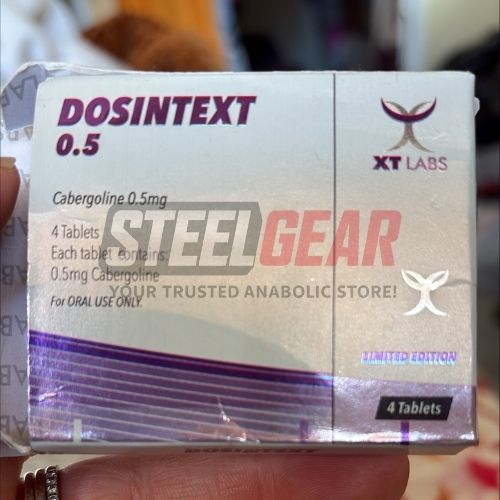 DOSINTEXT
0.5
XT LABS
Cabergoline 0.5mg
4 Tablets
Each tablet contains:
0.5mg Cabergoline
For ORAL USE ONLY.
STEELGEAR
YOUR TRUSTED ANABOLIC STORE!
LIMITED EDITION
4 Tablets
DOSINTEXT